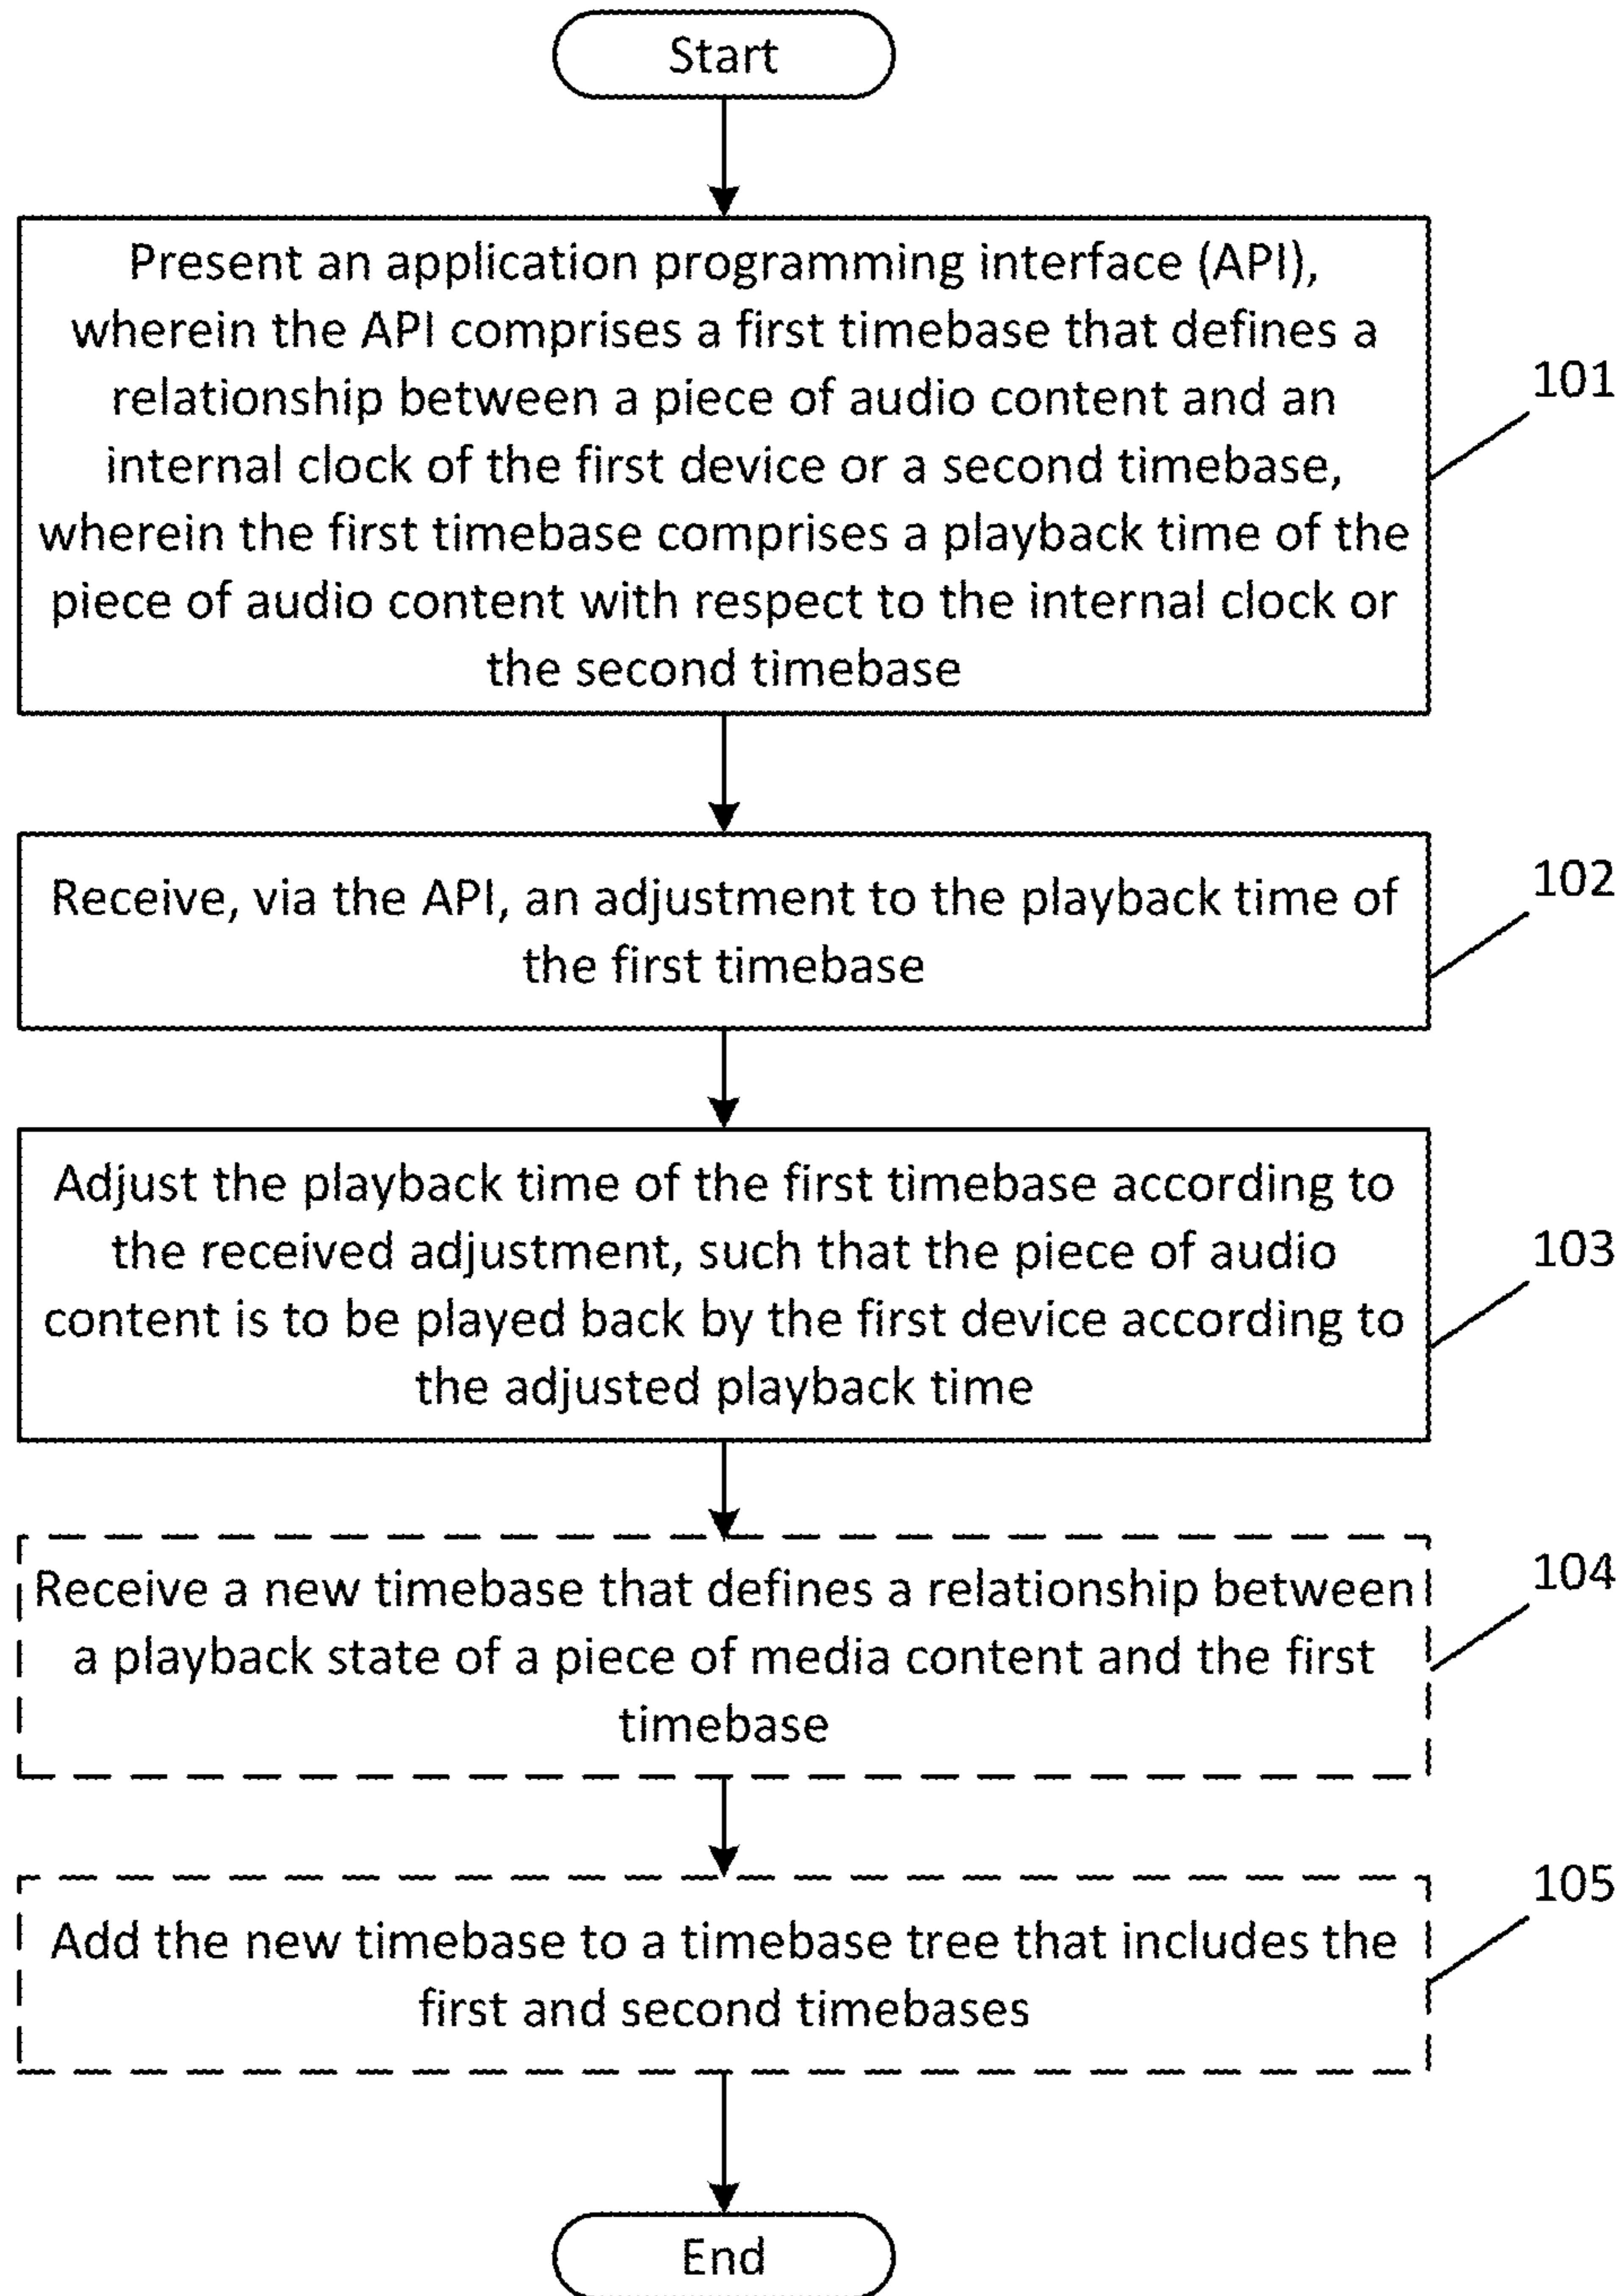 Start
Present an application programming interface (API),
wherein the API comprises a first timebase that defines a
relationship between a piece of audio content and an
internal clock of the first device or a second timebase,
wherein the first timebase comprises a playback time of the
piece of audio content with respect to the internal clock or
the second timebase
101
Receive, via the API, an adjustment to the playback time of
the first timebase
102
Adjust the playback time of the first timebase according to
the received adjustment, such that the piece of audio
content is to be played back by the first device according to
the adjusted playback time
103
Receive a new timebase that defines a relationship between
a playback state of a piece of media content and the first
timebase
104
Add the new timebase to a timebase tree that includes the
first and second timebases
105
End